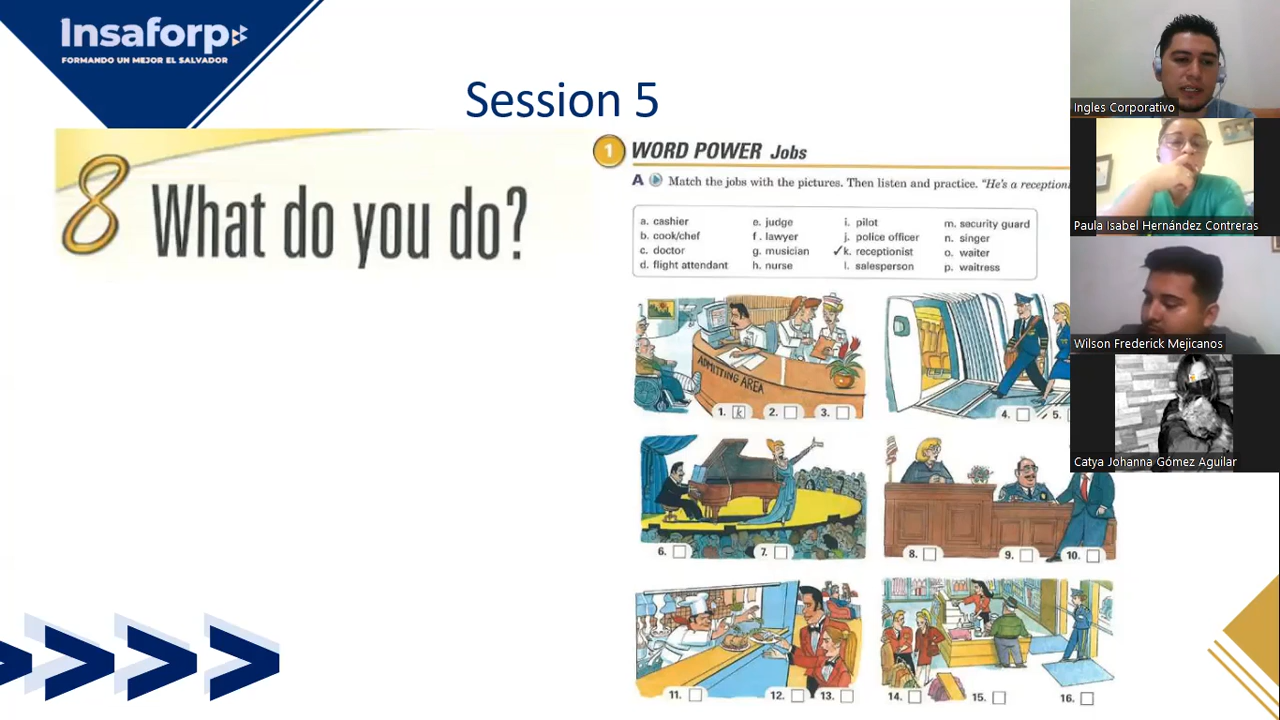 Insaforp
FORMANDO UN MEJOR EL SALVADOR
Session 5
8 What do you do?
1 WORD POWER Jobs
A Match the jobs with the pictures. Then listen and practice. "He's a
a. cashier
b. cook/chef
c. doctor
d. flight attendant
e. judge
f. lawyer
g. musician
h. nurse
i. pilot
j. police officer
✓k. receptionist
l. salesperson
m. security guard
n. singer
o. waiter
p. waitress
ADMITTING AREA
1. k 2. 3.
4. 5.
6. 7.
8. 9. 10.
11. 12. 13.
14. 15. 16.
Ingles Corporativo
Paula Isabel Hernández Contreras
Wilson Frederick Mejicanos
Catya Johanna Gómez Aguilar